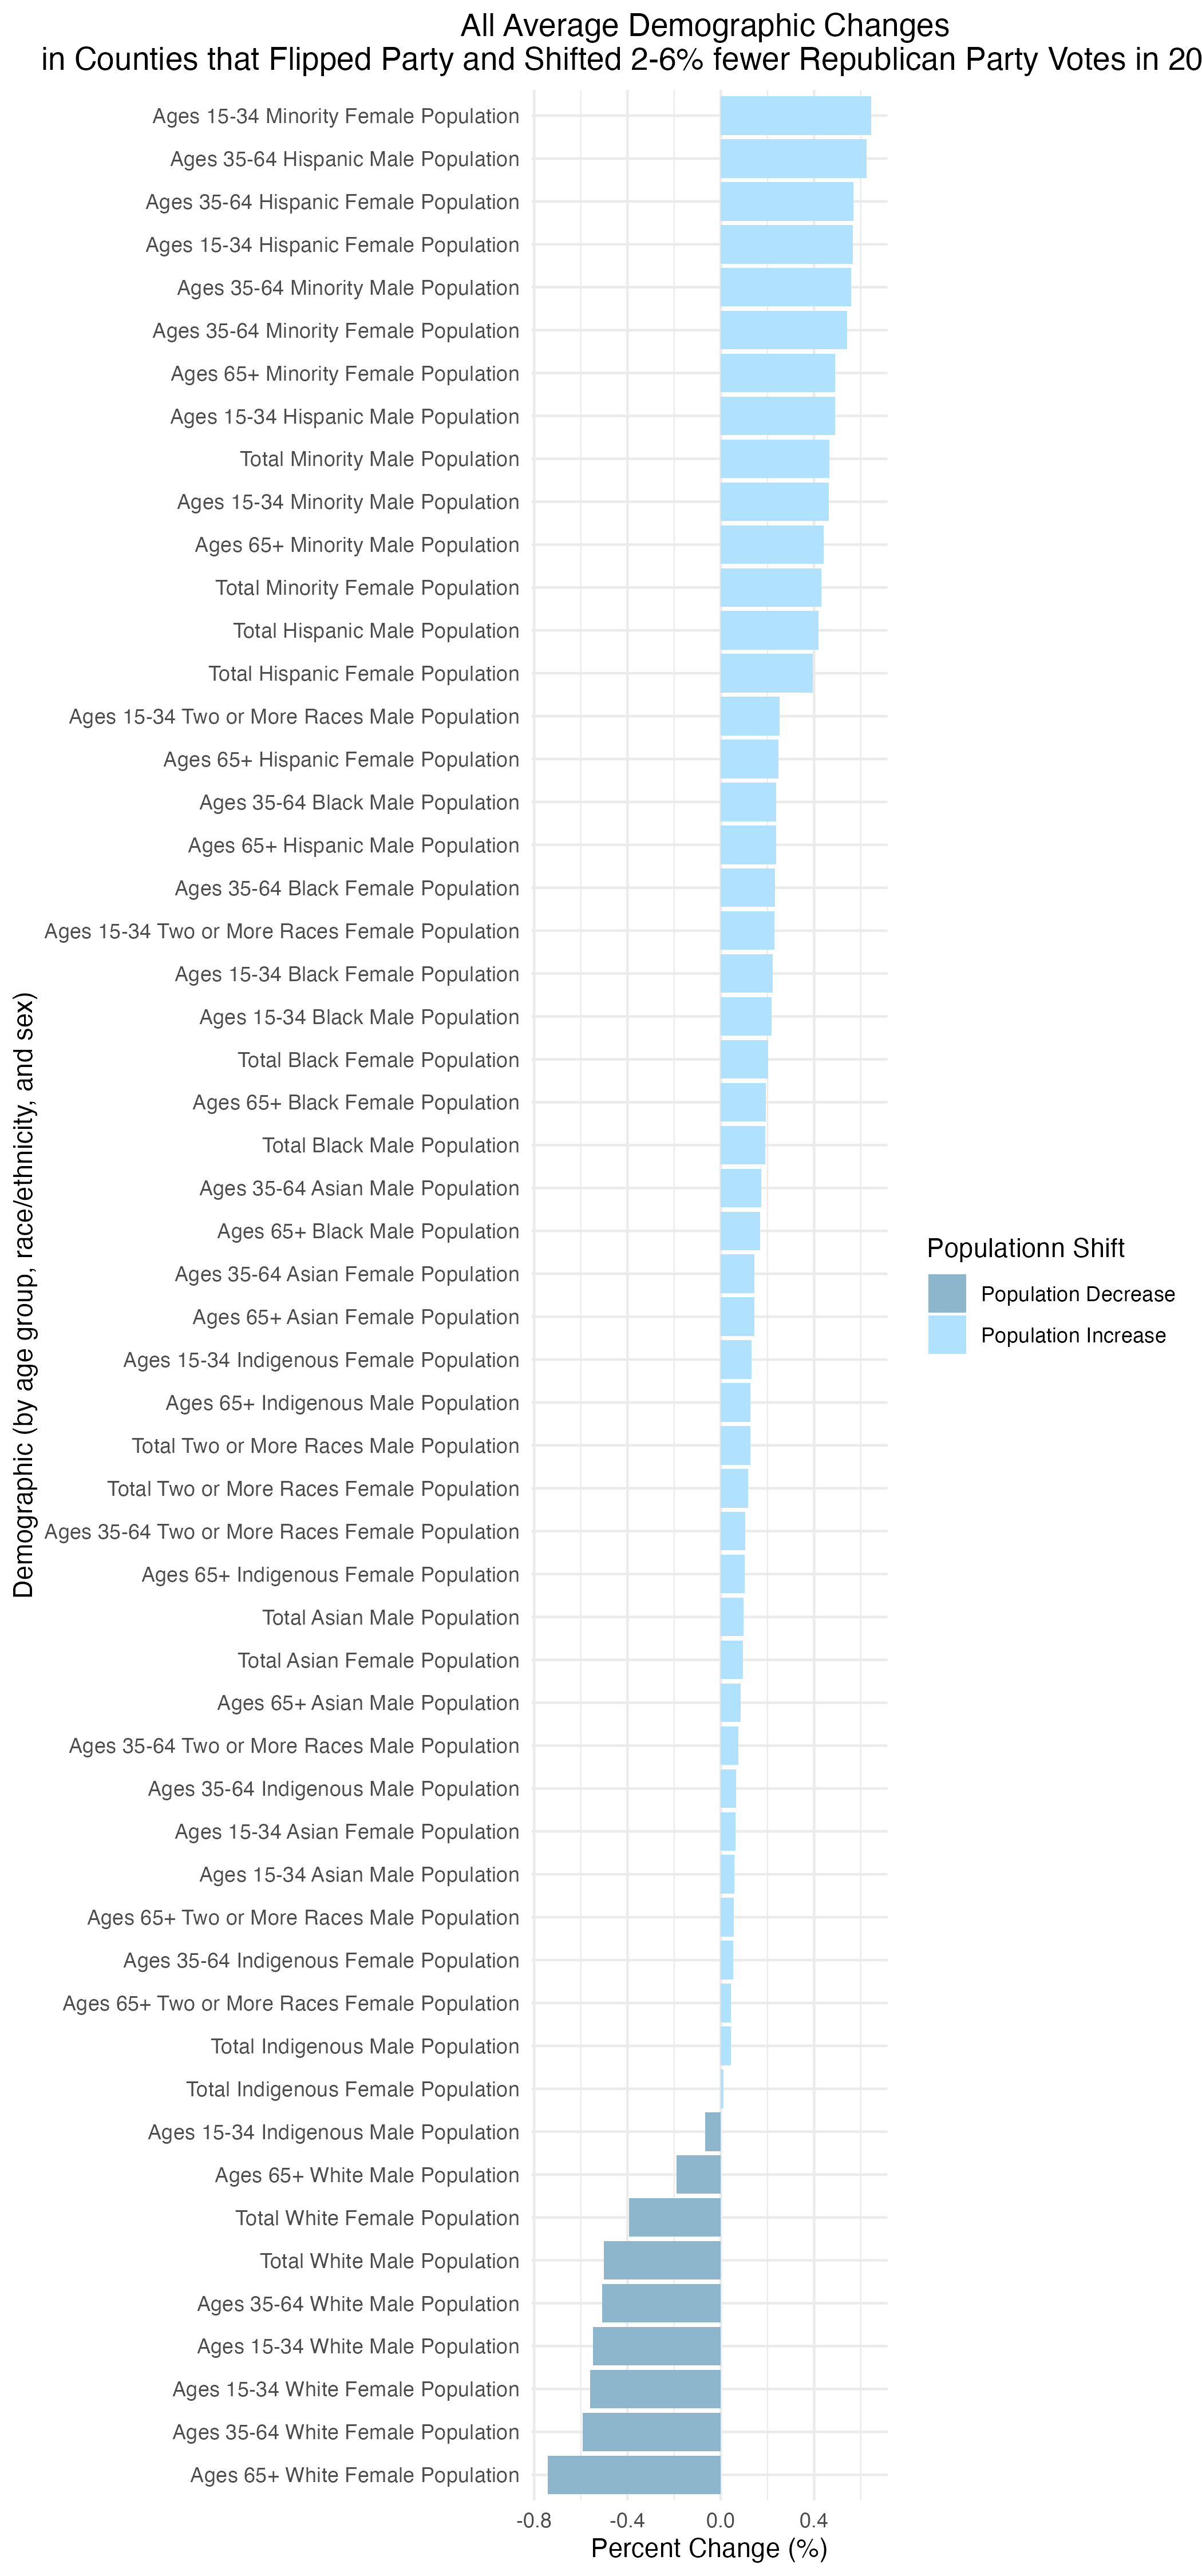 All Average Demographic Changes
in Counties that Flipped Party and Shifted 2-6% fewer Republican Party Votes in 20
Demographic (by age group, race/ethnicity, and sex)
Ages 15-34 Minority Female Population
Ages 35-64 Hispanic Male Population
Ages 35-64 Hispanic Female Population
Ages 15-34 Hispanic Female Population
Ages 35-64 Minority Male Population
Ages 35-64 Minority Female Population
Ages 65+ Minority Female Population
Ages 15-34 Hispanic Male Population
Total Minority Male Population
Ages 15-34 Minority Male Population
Ages 65+ Minority Male Population
Total Minority Female Population
Total Hispanic Male Population
Total Hispanic Female Population
Ages 15-34 Two or More Races Male Population
Ages 65+ Hispanic Female Population
Ages 35-64 Black Male Population
Ages 65+ Hispanic Male Population
Ages 35-64 Black Female Population
Ages 15-34 Two or More Races Female Population
Ages 15-34 Black Female Population
Ages 15-34 Black Male Population
Total Black Female Population
Ages 65+ Black Female Population
Total Black Male Population
Ages 35-64 Asian Male Population
Ages 65+ Black Male Population
Ages 35-64 Asian Female Population
Ages 65+ Asian Female Population
Ages 15-34 Indigenous Female Population
Ages 65+ Indigenous Male Population
Total Two or More Races Male Population
Total Two or More Races Female Population
Ages 35-64 Two or More Races Female Population
Ages 65+ Indigenous Female Population
Total Asian Male Population
Total Asian Female Population
Ages 65+ Asian Male Population
Ages 35-64 Two or More Races Male Population
Ages 35-64 Indigenous Male Population
Ages 15-34 Asian Female Population
Ages 15-34 Asian Male Population
Ages 65+ Two or More Races Male Population
Ages 35-64 Indigenous Female Population
Ages 65+ Two or More Races Female Population
Total Indigenous Male Population
Total Indigenous Female Population
Ages 15-34 Indigenous Male Population
Ages 65+ White Male Population
Total White Female Population
Total White Male Population
Ages 35-64 White Male Population
Ages 15-34 White Male Population
Ages 15-34 White Female Population
Ages 35-64 White Female Population
Ages 65+ White Female Population
-0.8 -0.4 0.0 0.4
Percent Change (%)
Populationn Shift
Population Decrease
Population Increase